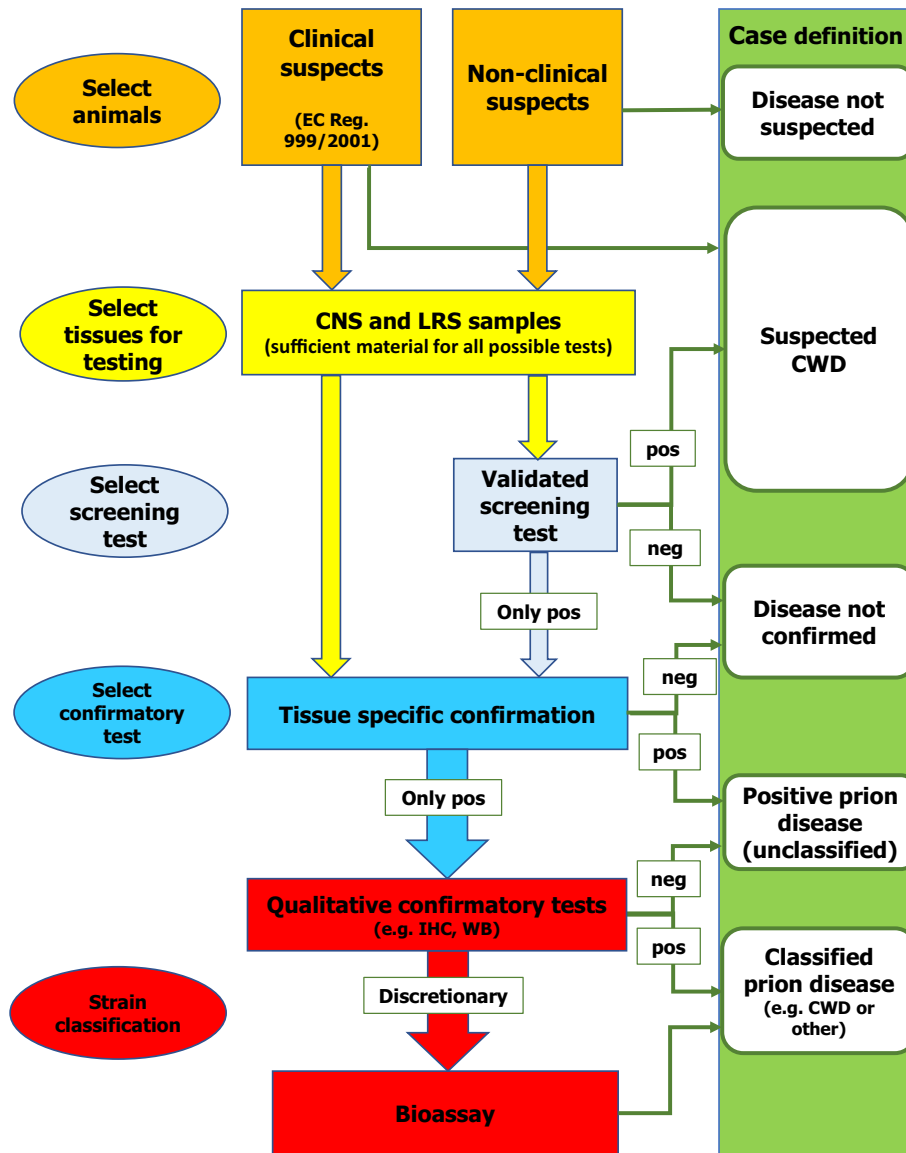 Case definition
Clinical
suspects
(EC Reg.
999/2001)
Non-clinical
suspects
Select
animals
Disease not
suspected
Select
tissues for
testing
CNS and LRS samples
(sufficient material for all possible tests)
Suspected
CWD
pos
Select
screening
test
Validated
screening
test
neg
Only pos
Disease not
confirmed
Select
confirmatory
test
Tissue specific confirmation
neg
pos
Only pos
Positive prion
disease
(unclassified)
neg
Qualitative confirmatory tests
(e.g. IHC, WB)
pos
Classified
prion disease
(e.g. CWD or
other)
Strain
classification
Discretionary
Bioassay